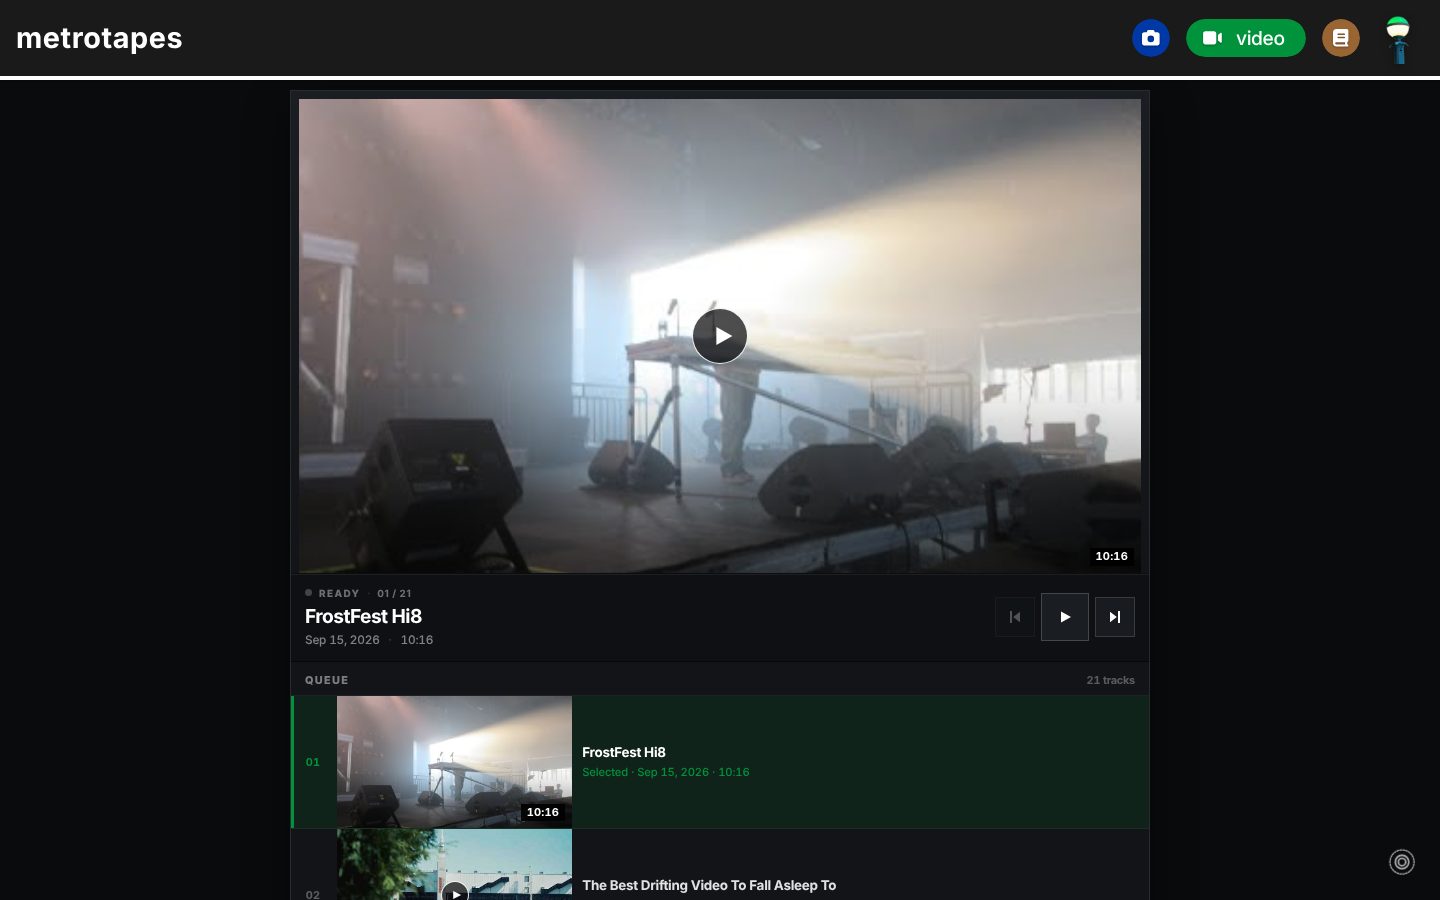 metrotapes
video
10:16
READY · 01 / 21
FrostFest Hi8
Sep 15, 2026 · 10:16
QUEUE
21 tracks
01
10:16
FrostFest Hi8
Selected · Sep 15, 2026 · 10:16
02
The Best Drifting Video To Fall Asleep To